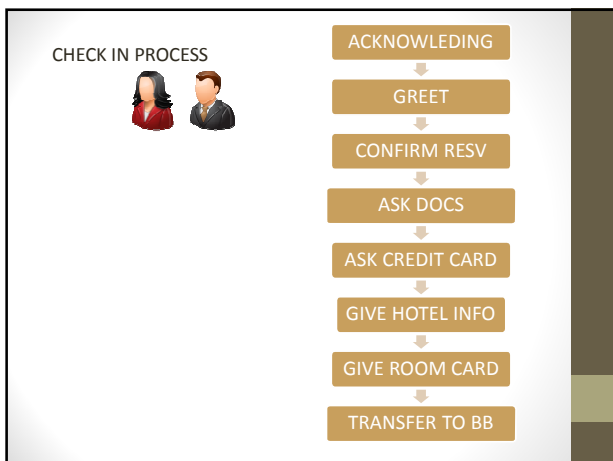 CHECK IN PROCESS
ACKNOWLEDING
GREET
CONFIRM RESV
ASK DOCS
ASK CREDIT CARD
GIVE HOTEL INFO
GIVE ROOM CARD
TRANSFER TO BB